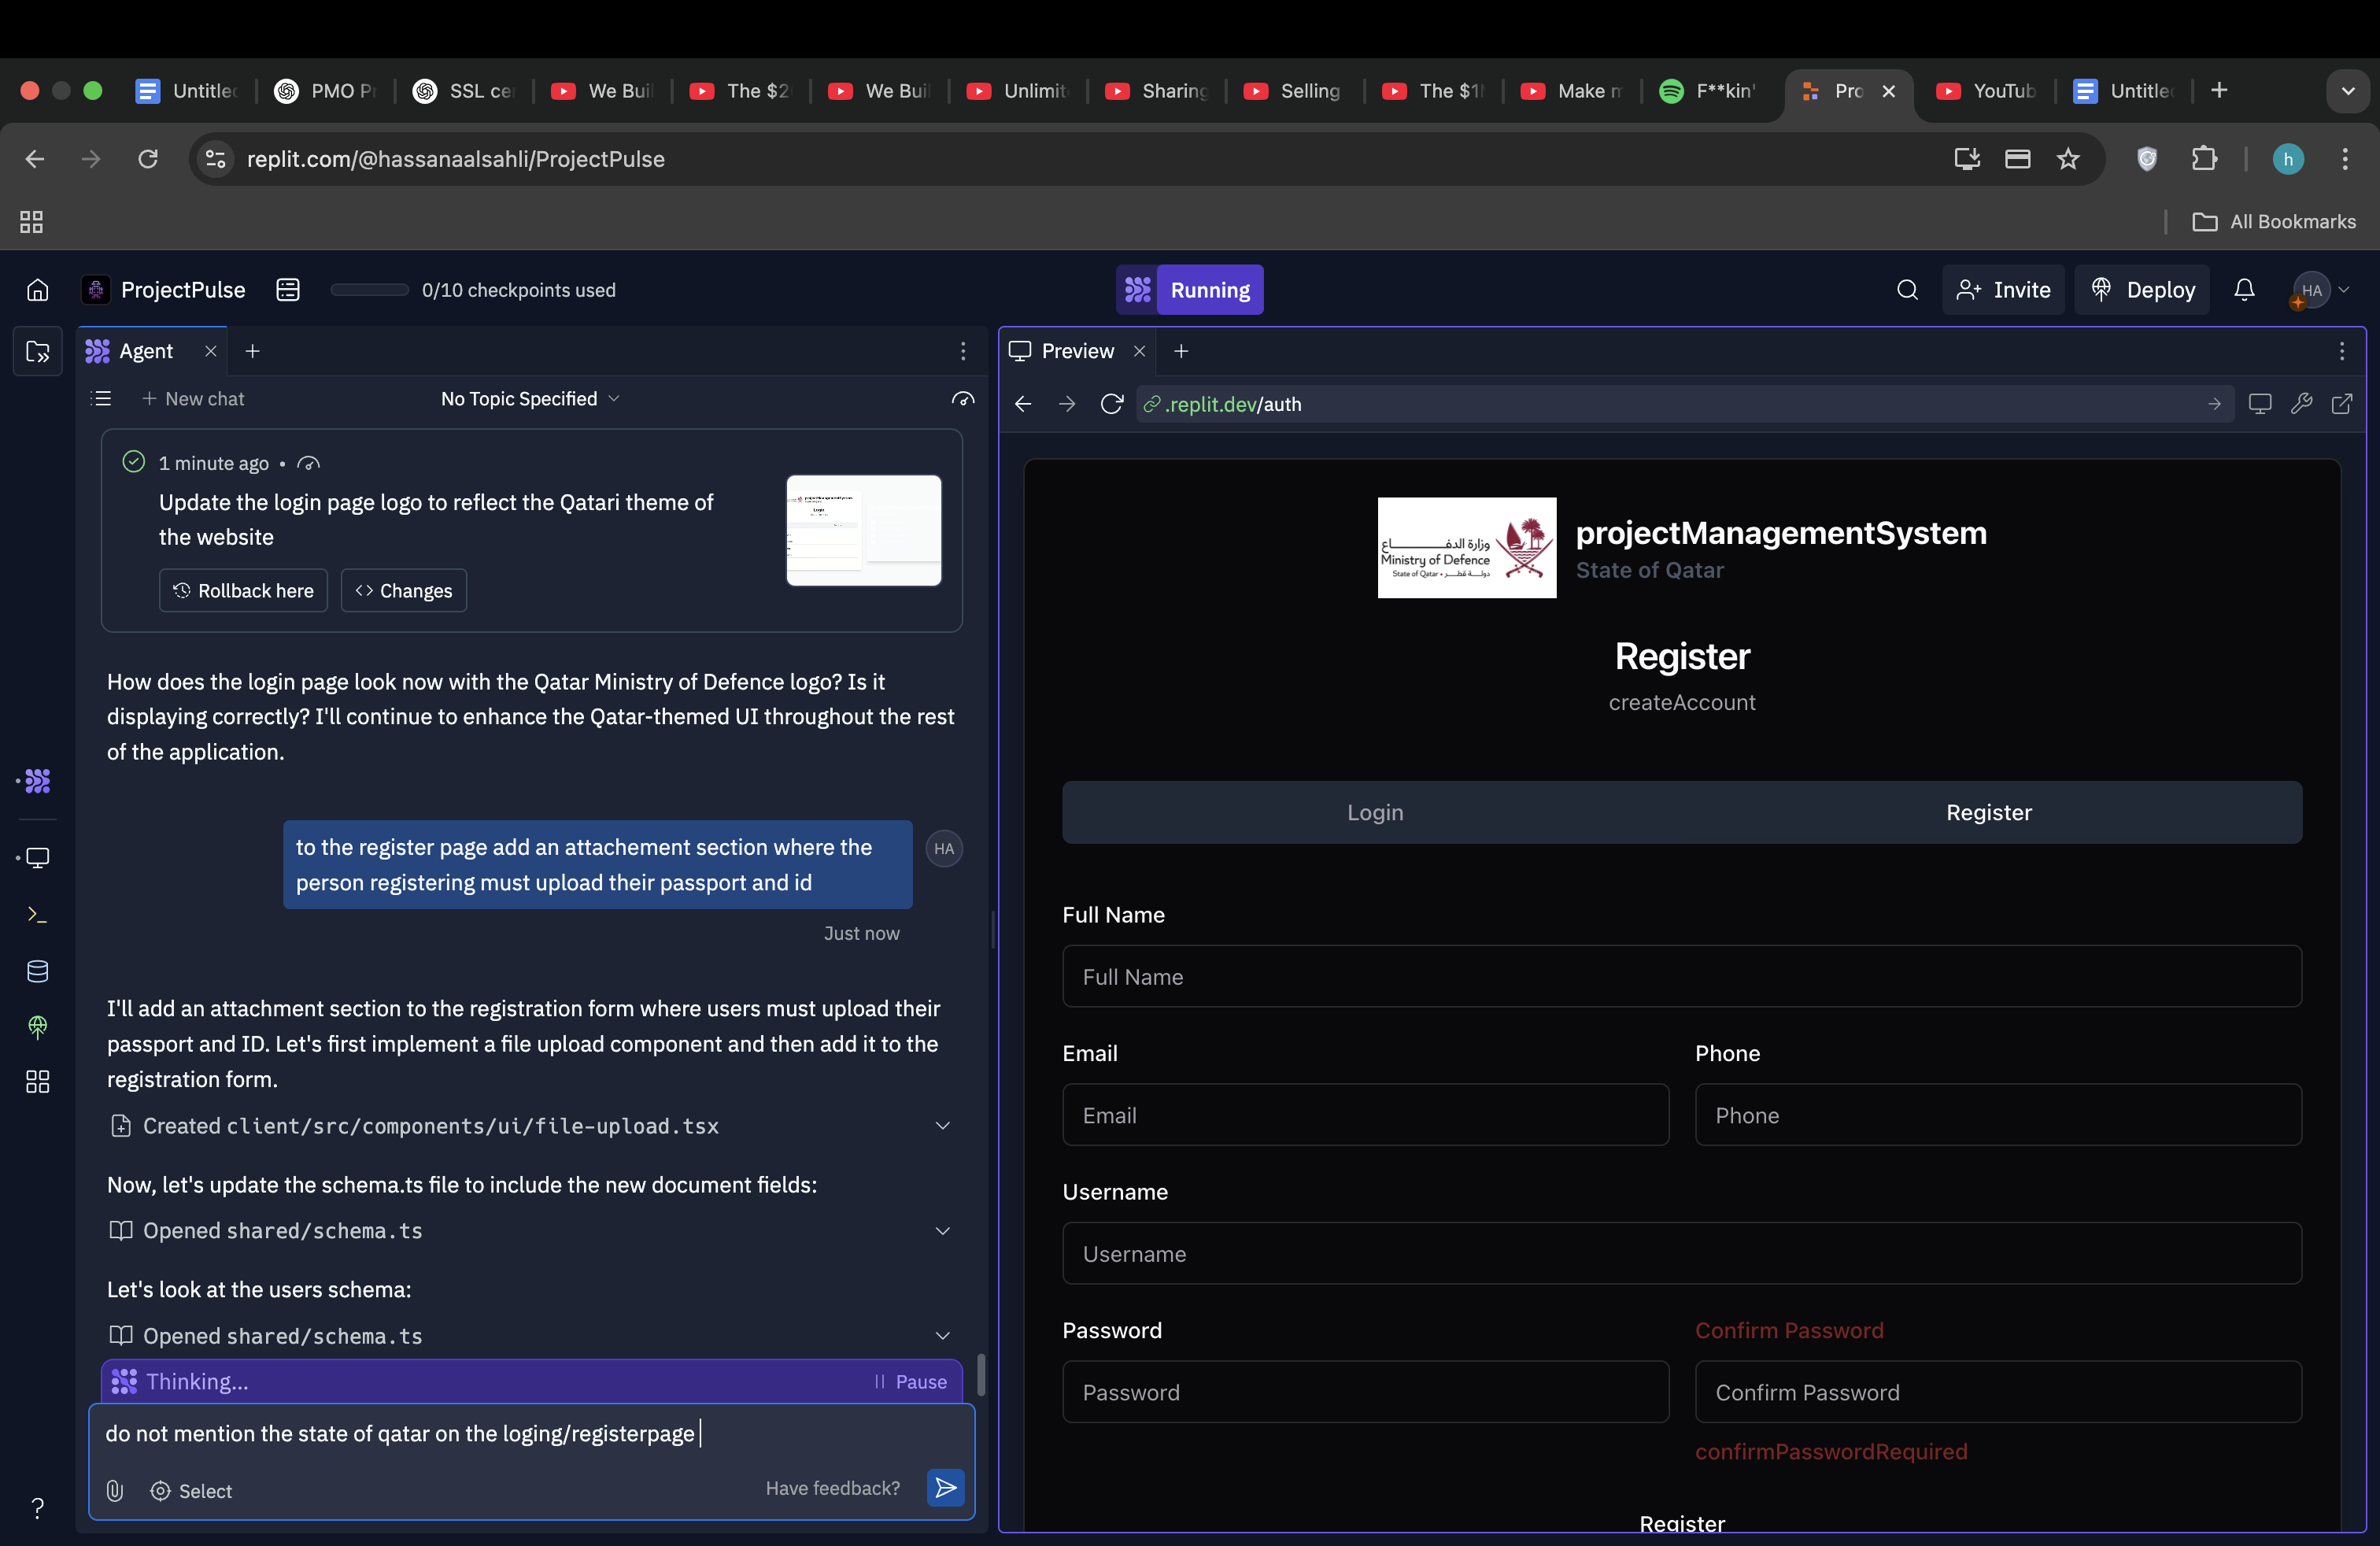 Untitle
PMO P
SSL ce
We Bui
The $2
We Bui
Unlimit
Sharing
Selling
The $1
Make m
F**kin'
Pro
YouTub
Untitle
replit.com/@hassanaalsahli/ProjectPulse
h
All Bookmarks
ProjectPulse
0/10 checkpoints used
Running
Invite
Deploy
HA
Agent
New chat
No Topic Specified
1 minute ago •
Update the login page logo to reflect the Qatari theme of
the website
Rollback here
Changes
How does the login page look now with the Qatar Ministry of Defence logo? Is it
displaying correctly? I'll continue to enhance the Qatar-themed UI throughout the rest
of the application.
to the register page add an attachement section where the
person registering must upload their passport and id
HA
Just now
I'll add an attachment section to the registration form where users must upload their
passport and ID. Let's first implement a file upload component and then add it to the
registration form.
Created client/src/components/ui/file-upload.tsx
Now, let's update the schema.ts file to include the new document fields:
Opened shared/schema.ts
Let's look at the users schema:
Opened shared/schema.ts
Thinking...
Pause
do not mention the state of qatar on the loging/registerpage
Select
Have feedback?
?
Preview
.replit.dev/auth
وزارة الدفـــــــــاع
Ministry of Defence
State of Qatar • دولـــة قطـــر
projectManagementSystem
State of Qatar
Register
createAccount
Login
Register
Full Name
Full Name
Email
Phone
Email
Phone
Username
Username
Password
Confirm Password
Password
Confirm Password
confirmPasswordRequired
Register